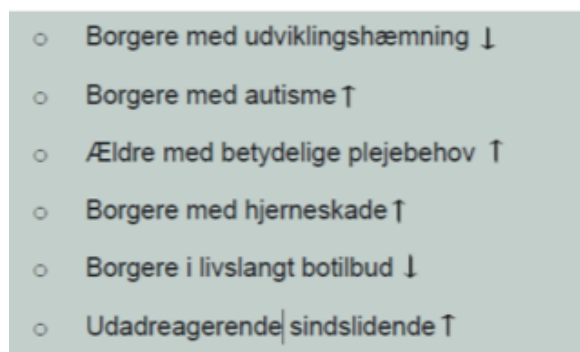 ○ Borgere med udviklingshæmning ↓
○ Borgere med autisme ↑
○ Ældre med betydelige plejebehov ↑
○ Borgere med hjerneskade ↑
○ Borgere i livslangt botilbud ↓
○ Udadreagerende sindslidende ↑